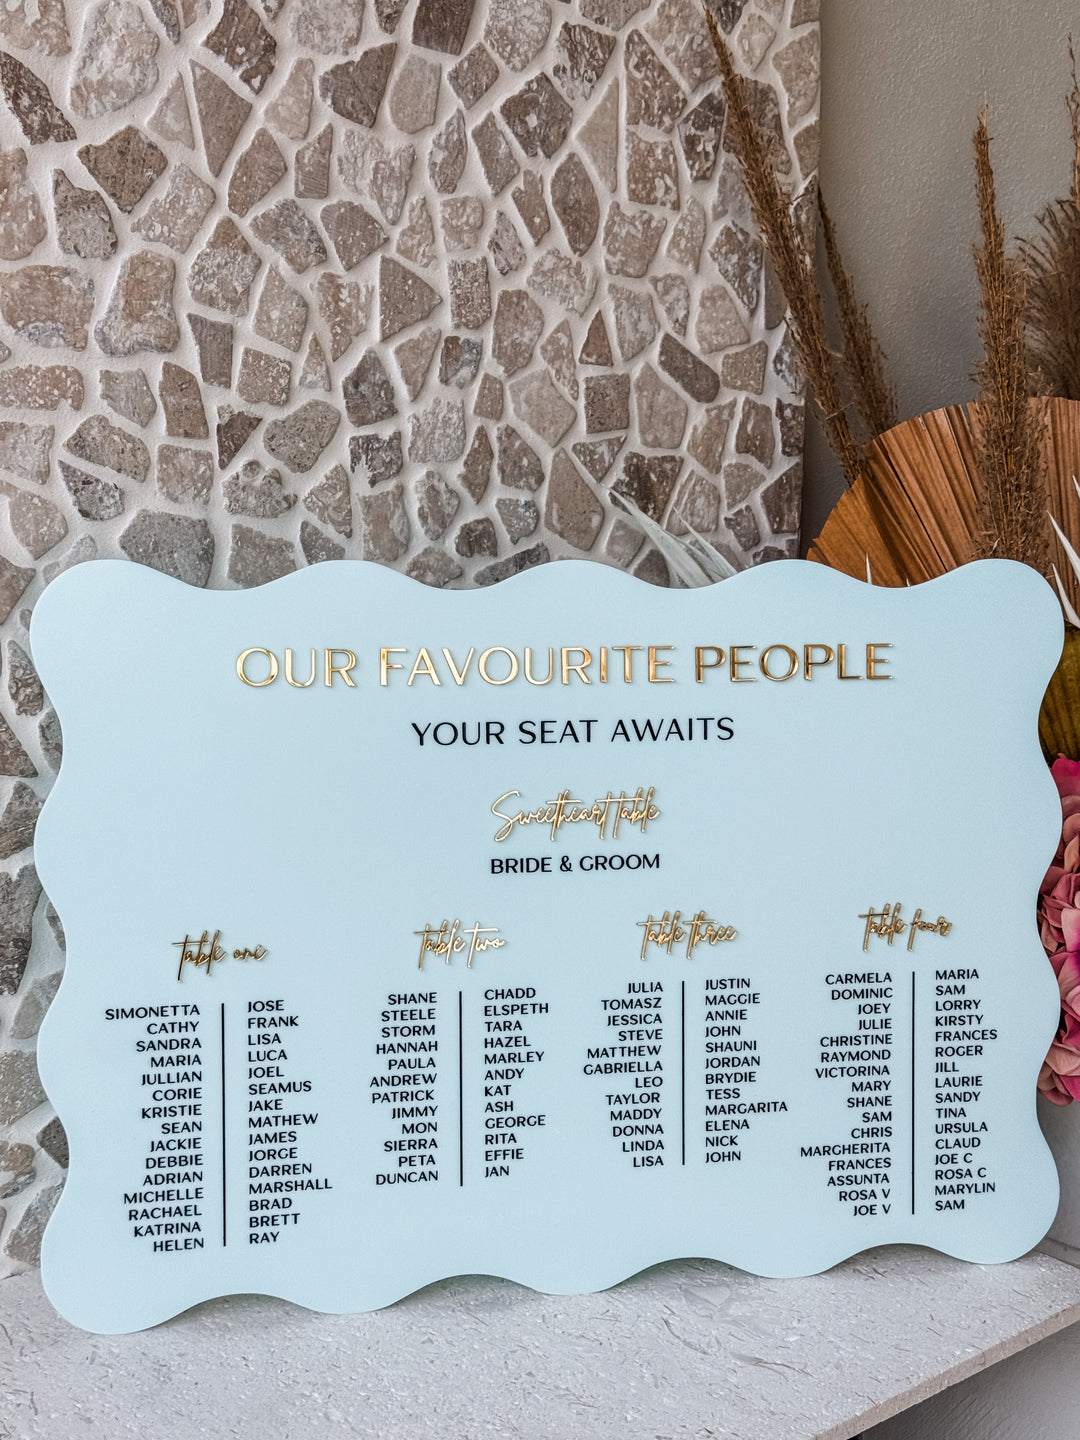 OUR FAVOURITE PEOPLE
YOUR SEAT AWAITS
Sweetheart table
BRIDE & GROOM
table one
SIMONETTA
CATHY
SANDRA
MARIA
JULLIAN
CORIE
KRISTIE
SEAN
JACKIE
DEBBIE
ADRIAN
MICHELLE
RACHAEL
KATRINA
HELEN
JOSE
FRANK
LISA
LUCA
JOEL
SEAMUS
JAKE
MATHEW
JAMES
JORGE
DARREN
MARSHALL
BRAD
BRETT
RAY
table two
SHANE
STEELE
STORM
HANNAH
PAULA
ANDREW
PATRICK
JIMMY
MON
SIERRA
PETA
DUNCAN
CHADD
ELSPETH
TARA
HAZEL
MARLEY
ANDY
KAT
ASH
GEORGE
RITA
EFFIE
JAN
table three
JULIA
TOMASZ
JESSICA
STEVE
MATTHEW
GABRIELLA
LEO
TAYLOR
MADDY
DONNA
LINDA
LISA
JUSTIN
MAGGIE
ANNIE
JOHN
SHAUNI
JORDAN
BRYDIE
TESS
MARGARITA
ELENA
NICK
JOHN
table four
CARMELA
DOMINIC
JOEY
JULIE
CHRISTINE
RAYMOND
VICTORINA
MARY
SHANE
SAM
CHRIS
MARGHERITA
FRANCES
ASSUNTA
ROSA V
JOE V
MARIA
SAM
LORRY
KIRSTY
FRANCES
ROGER
JILL
LAURIE
SANDY
TINA
URSULA
CLAUD
JOE C
ROSA C
MARYLIN
SAM